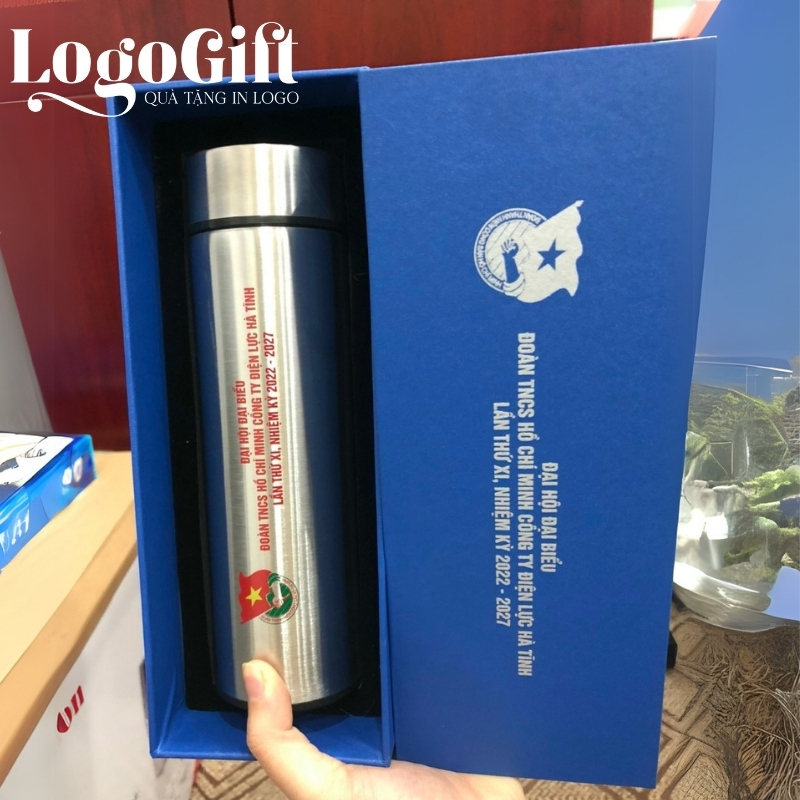 LogoGift
QUÀ TẶNG IN LOGO
ĐẠI HỘI ĐẠI BIỂU
ĐOÀN TNCS HỒ CHÍ MINH CÔNG TY ĐIỆN LỰC HÀ TĨNH
LẦN THỨ XI, NHIỆM KỲ 2022 - 2027
ĐẠI HỘI ĐẠI BIỂU
ĐOÀN TNCS HỒ CHÍ MINH CÔNG TY ĐIỆN LỰC HÀ TĨNH
LẦN THỨ XI, NHIỆM KỲ 2022 - 2027